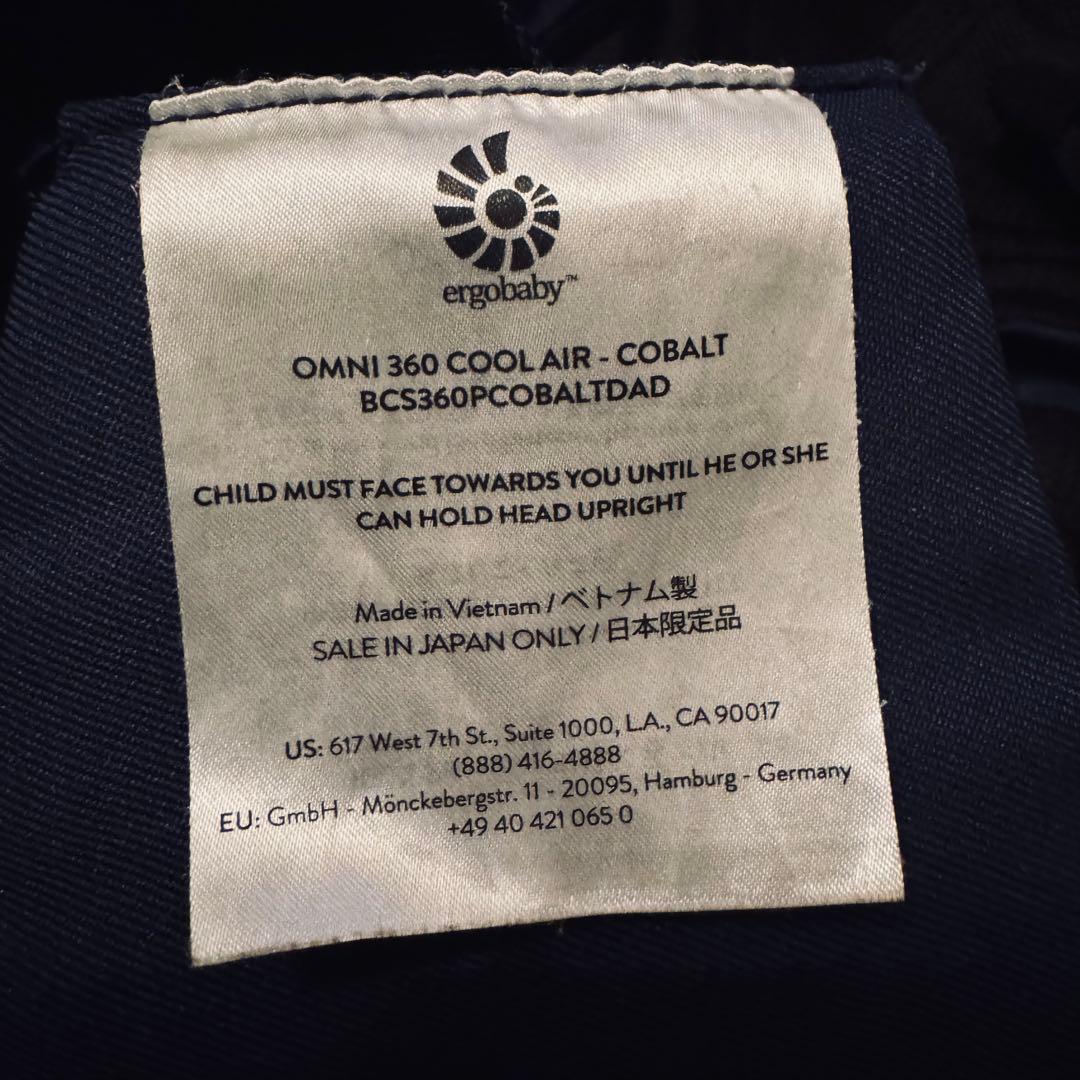 ergobaby™
OMNI 360 COOL AIR - COBALT
BCS360PCOBALTDAD
CHILD MUST FACE TOWARDS YOU UNTIL HE OR SHE
CAN HOLD HEAD UPRIGHT
Made in Vietnam / ベトナム製
SALE IN JAPAN ONLY / 日本限定品
US: 617 West 7th St., Suite 1000, L.A., CA 90017
(888) 416-4888
EU: GmbH - Mönckebergstr. 11 - 20095, Hamburg - Germany
+49 40 421 065 0